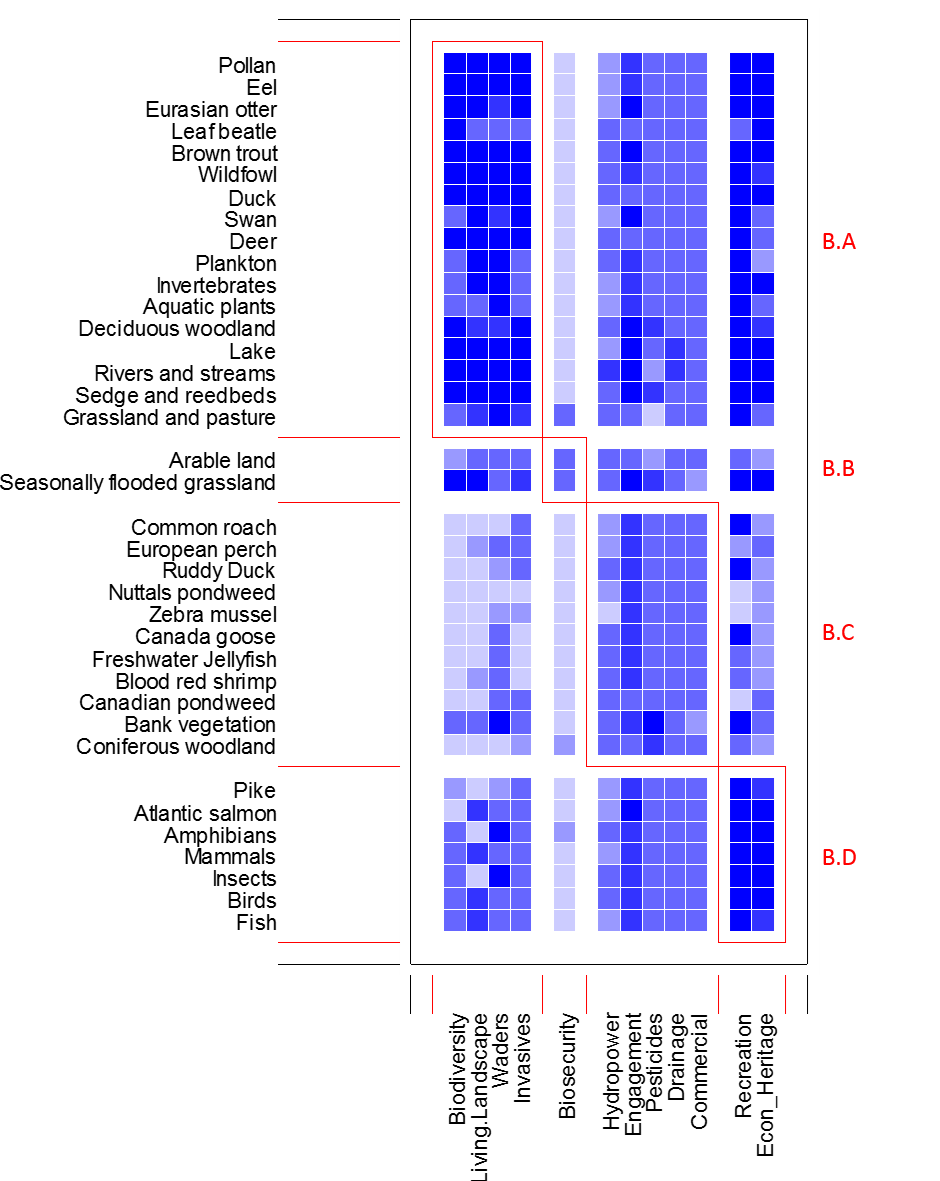 Pollan
Eel
Eurasian otter
Leaf beatle
Brown trout
Wildfowl
Duck
Swan
Deer
Plankton
Invertebrates
Aquatic plants
Deciduous woodland
Lake
Rivers and streams
Sedge and reedbeds
Grassland and pasture
B.A
Arable land
Seasonally flooded grassland
B.B
Common roach
European perch
Ruddy Duck
Nuttals pondweed
Zebra mussel
Canada goose
Freshwater Jellyfish
Blood red shrimp
Canadian pondweed
Bank vegetation
Coniferous woodland
B.C
Pike
Atlantic salmon
Amphibians
Mammals
Insects
Birds
Fish
B.D
Biodiversity
Living.Landscape
Waders
Invasives
Biosecurity
Hydropower
Engagement
Pesticides
Drainage
Commercial
Recreation
Econ_Heritage